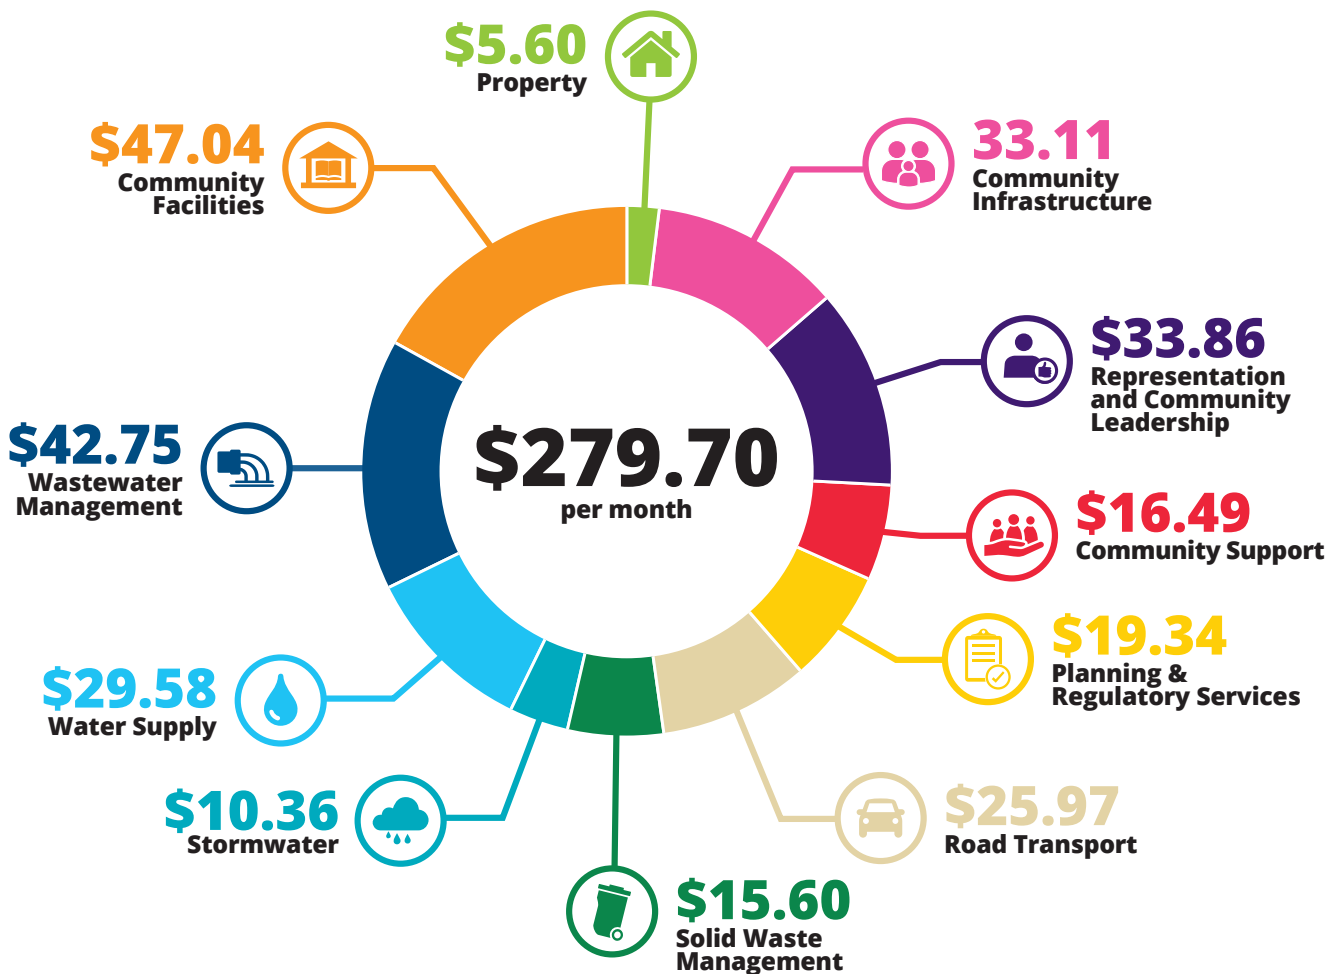 $5.60
Property
33.11
Community
Infrastructure
$33.86
Representation
and Community
Leadership
$16.49
Community Support
$19.34
Planning &
Regulatory Services
$25.97
Road Transport
$15.60
Solid Waste
Management
$10.36
Stormwater
$29.58
Water Supply
$42.75
Wastewater
Management
$47.04
Community
Facilities
$279.70
per month